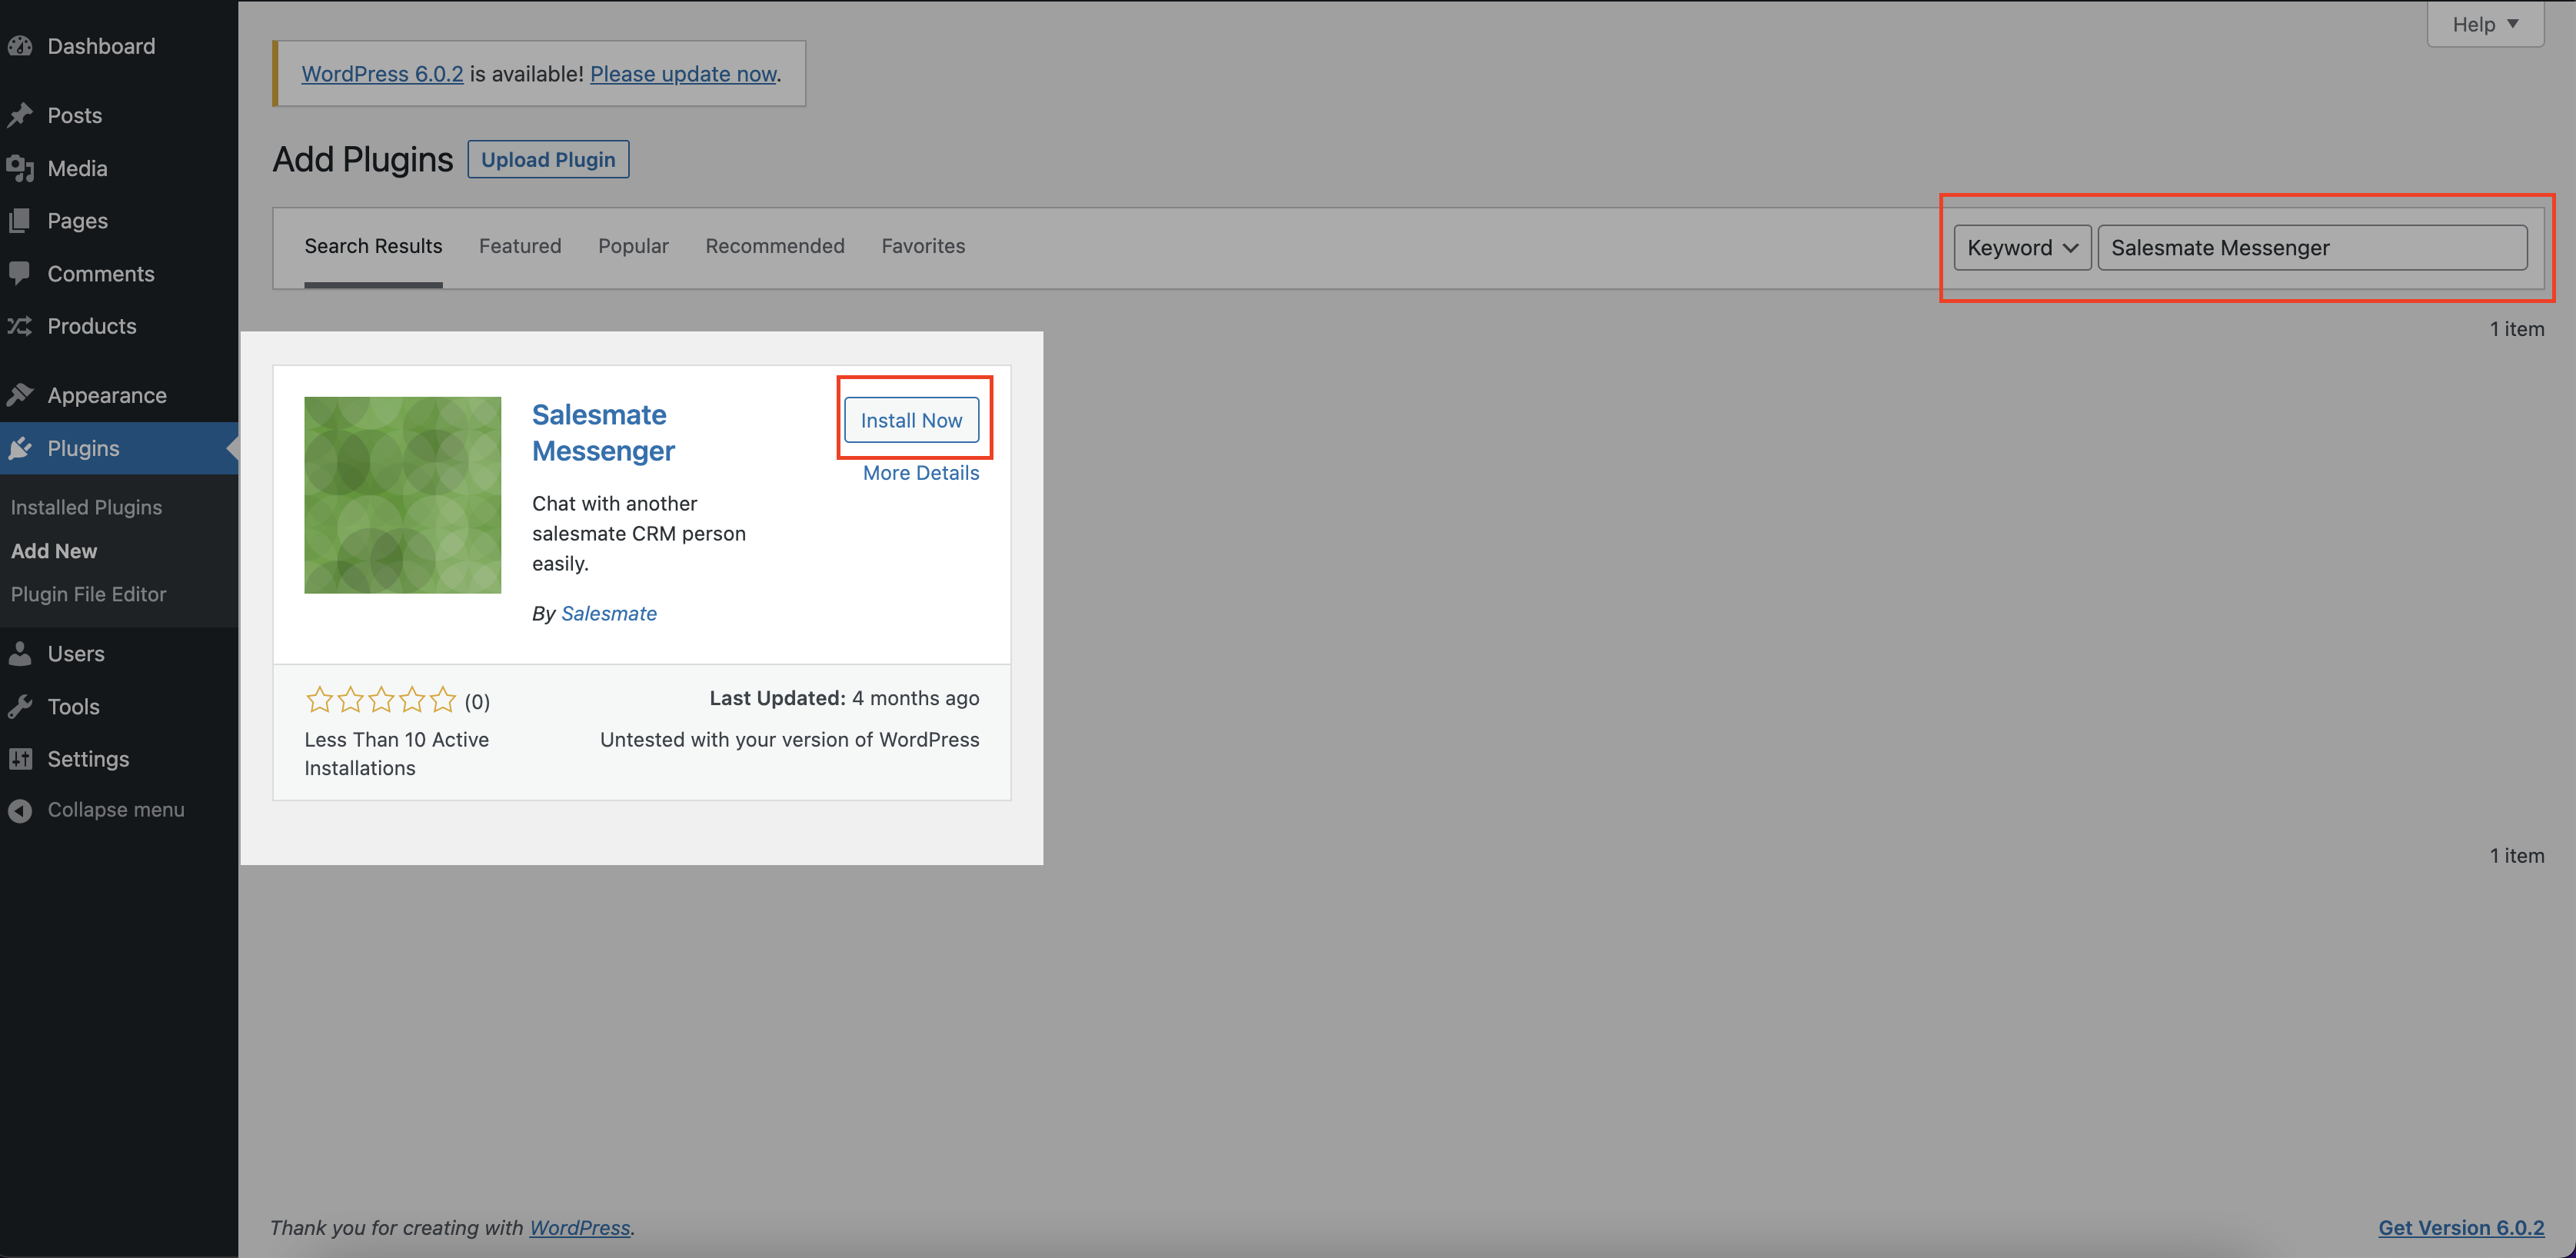 Dashboard
Posts
Media
Pages
Comments
Products
Appearance
Plugins
Installed Plugins
Add New
Plugin File Editor
Users
Tools
Settings
Collapse menu
Help
WordPress 6.0.2 is available! Please update now.
Add Plugins Upload Plugin
Search Results Featured Popular Recommended Favorites Keyword Salesmate Messenger
1 item
Salesmate
Messenger
Install Now
More Details
Chat with another
salesmate CRM person
easily.
By Salesmate
(0)
Less Than 10 Active
Installations
Last Updated: 4 months ago
Untested with your version of WordPress
1 item
Thank you for creating with WordPress.
Get Version 6.0.2